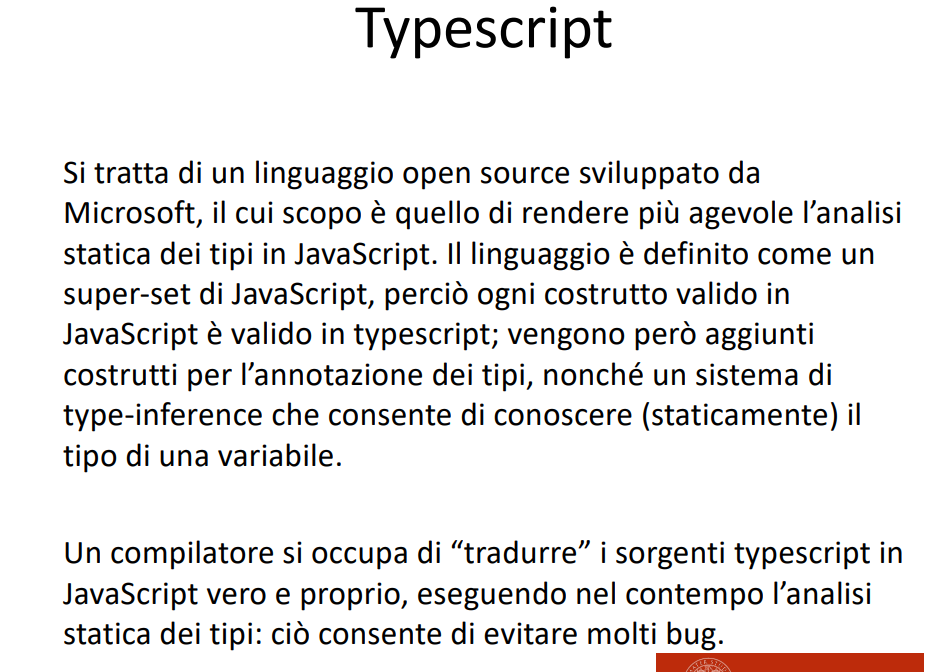 Typescript
Si tratta di un linguaggio open source sviluppato da
Microsoft, il cui scopo è quello di rendere più agevole l’analisi
statica dei tipi in JavaScript. Il linguaggio è definito come un
super-set di JavaScript, perciò ogni costrutto valido in
JavaScript è valido in typescript; vengono però aggiunti
costrutti per l’annotazione dei tipi, nonché un sistema di
type-inference che consente di conoscere (staticamente) il
tipo di una variabile.
Un compilatore si occupa di “tradurre” i sorgenti typescript in
JavaScript vero e proprio, eseguendo nel contempo l’analisi
statica dei tipi: ciò consente di evitare molti bug.